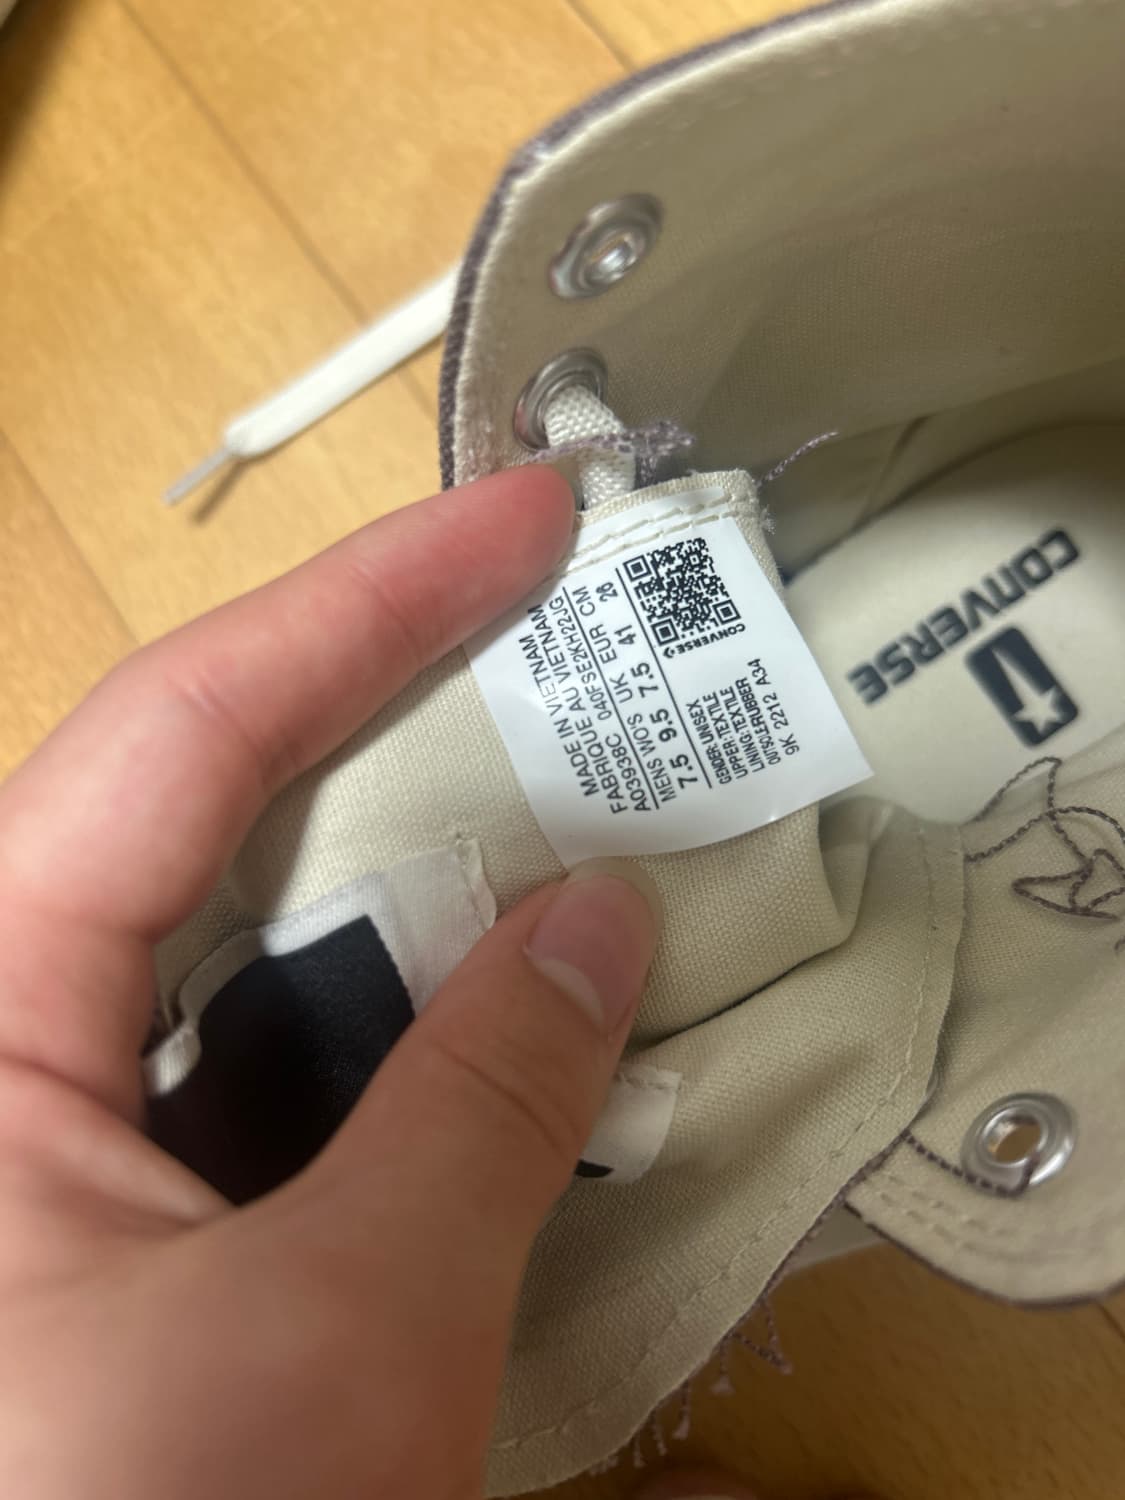 MADE IN VIETNAM
FABRIQUE AU VIETNAM
A03938C 040FSE2KH22JG
MENS WO'S UK EUR CM
7.5 9.5 7.5 41 26
CONVERSE
GENDER: UNISEX
UPPER: TEXTILE
LINING: TEXTILE
OUTSOLE: RUBBER
9K 2212 A34
CONVERSE